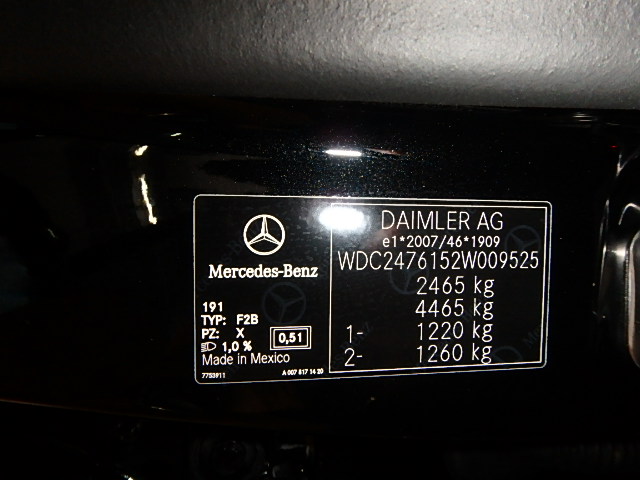 DAIMLER AG
e1*2007/46*1909
WDC2476152W009525
2465 kg
4465 kg
1- 1220 kg
2- 1260 kg
Mercedes-Benz
191
TYP: F2B
PZ: X
0,51
1,0 %
Made in Mexico
7753911
A 007 817 14 20